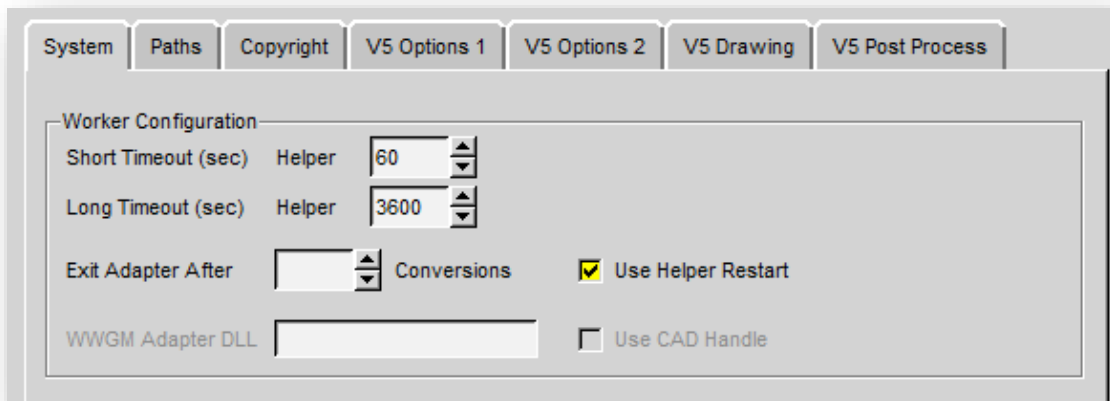 System Paths Copyright V5 Options 1 V5 Options 2 V5 Drawing V5 Post Process
Worker Configuration
Short Timeout (sec) Helper 60
Long Timeout (sec) Helper 3600
Exit Adapter After Conversions Use Helper Restart
WWGM Adapter DLL Use CAD Handle